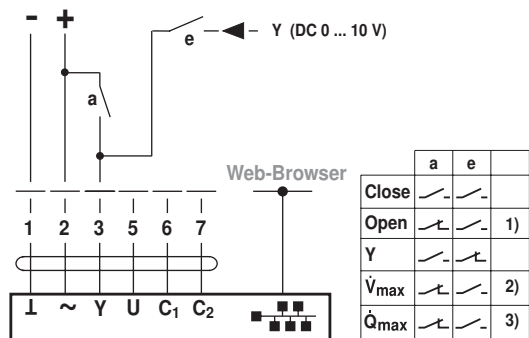 - +
Y (DC 0 ... 10 V)
e
a
Web-Browser
1 2 3 5 6 7
⊥ ~ Y U C1 C2
a e
Close
Open 1)
Y
V̇max 2)
Q̇max 3)